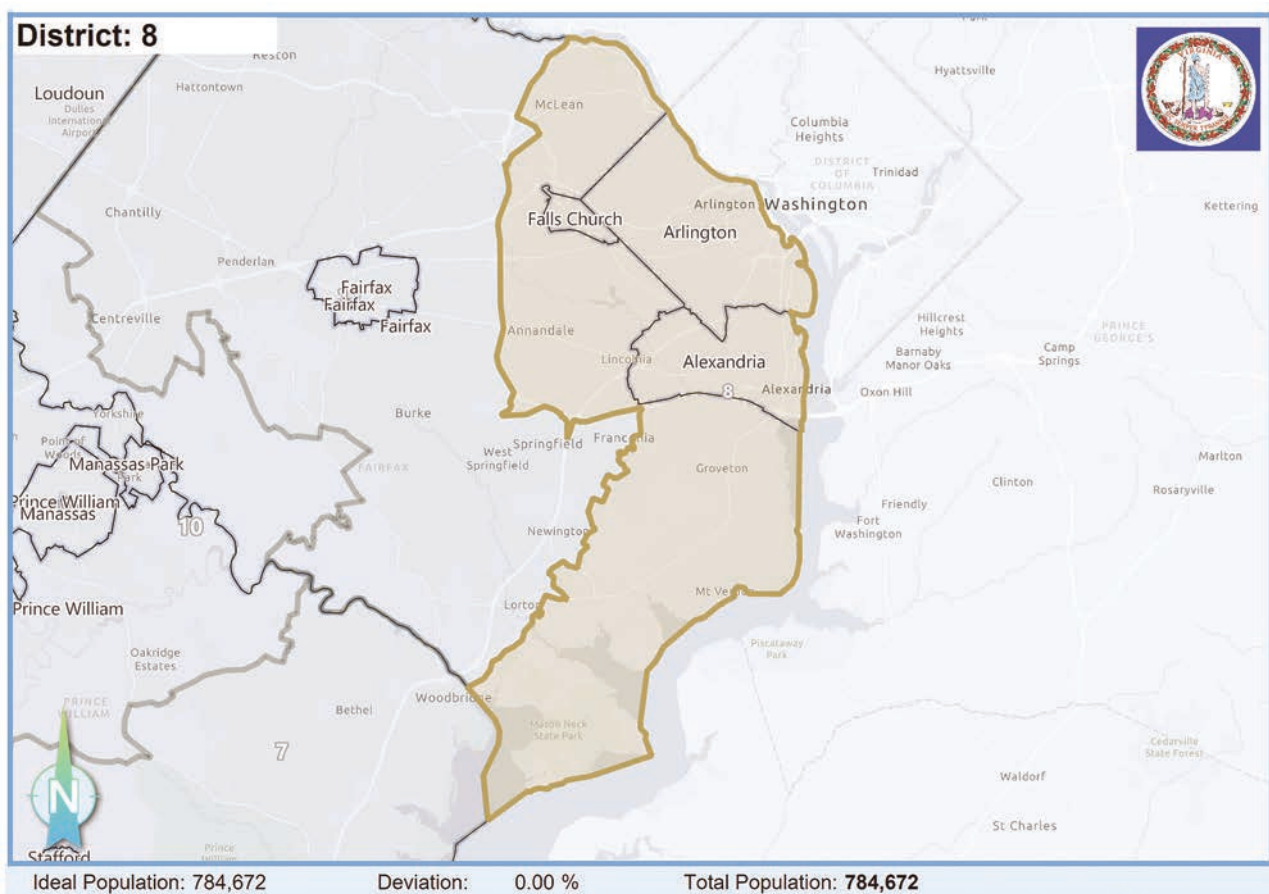 District: 8
Reston
Loudoun
Dulles
International
Airport
Hattontown
McLean
Hyattsville
VIRGINIA
SIC SEMPER TYRANNIS
Columbia
Heights
DISTRICT
OF
COLUMBIA
Trinidad
Chantilly
Falls Church
Arlington
Washington
Kettering
Arlington
Penderlan
Fairfax
Fairfax
Fairfax
Centreville
Annandale
Lincolnia
Alexandria
8
Alexandria
Hillcrest
Heights
PRINCE
GEORGE'S
Barnaby
Manor Oaks
Camp
Springs
Oxon Hill
Yorkshire
Burke
Point of
Woods
Springfield
Franconia
West
Springfield
Manassas Park
Park
FAIRFAX
Groveton
Marlton
Clinton
Rosaryville
Prince William
Manassas
10
Newington
Friendly
Fort
Washington
Prince William
Lorton
Mt Vernon
Oakridge
Estates
Piscataway
Park
PRINCE
WILLIAM
Bethel
Woodbridge
Mason Neck
State Park
7
Cedarville
State Forest
N
Waldorf
St Charles
Stafford
Prince
William
Ideal Population: 784,672 Deviation: 0.00 % Total Population: 784,672